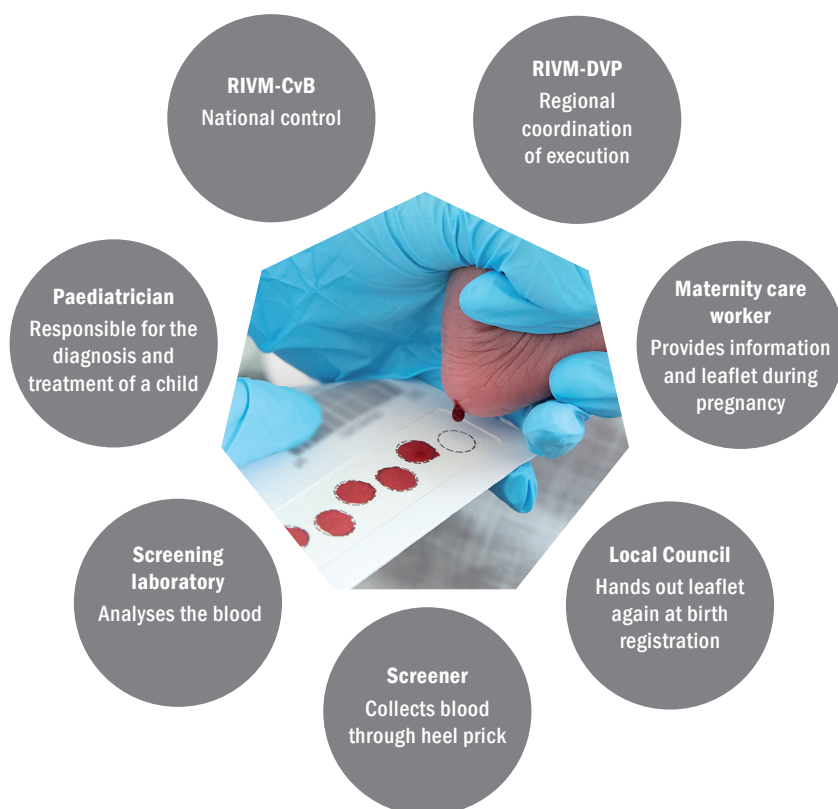 RIVM-CvB
National control
RIVM-DVP
Regional
coordination
of execution
Maternity care
worker
Provides information
and leaflet during
pregnancy
Local Council
Hands out leaflet
again at birth
registration
Screener
Collects blood
through heel prick
Screening
laboratory
Analyses the blood
Paediatrician
Responsible for the
diagnosis and
treatment of a child